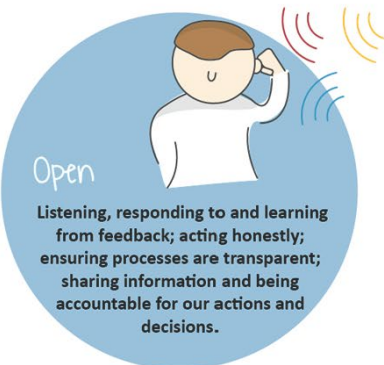 Open
Listening, responding to and learning
from feedback; acting honestly;
ensuring processes are transparent;
sharing information and being
accountable for our actions and
decisions.